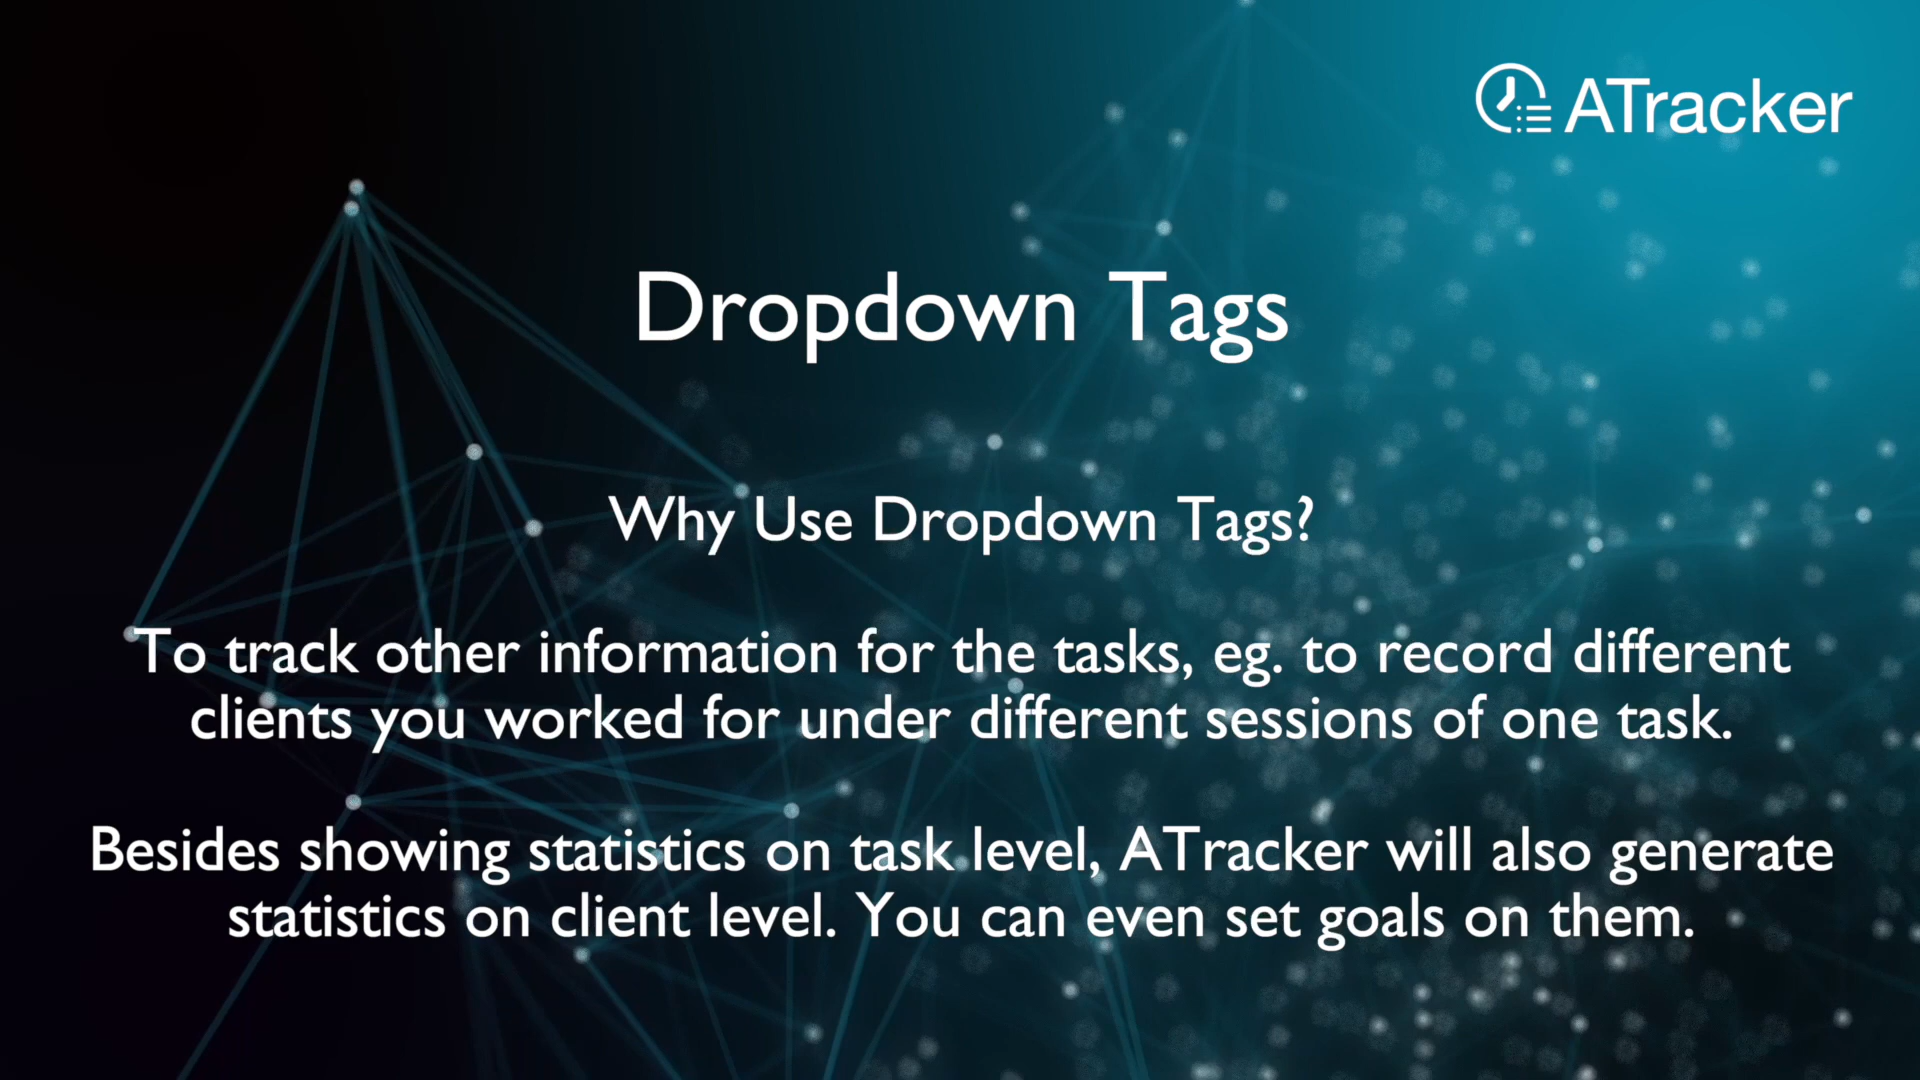 ATracker
Dropdown Tags
Why Use Dropdown Tags?
To track other information for the tasks, eg. to record different
clients you worked for under different sessions of one task.
Besides showing statistics on task level, ATracker will also generate
statistics on client level. You can even set goals on them.